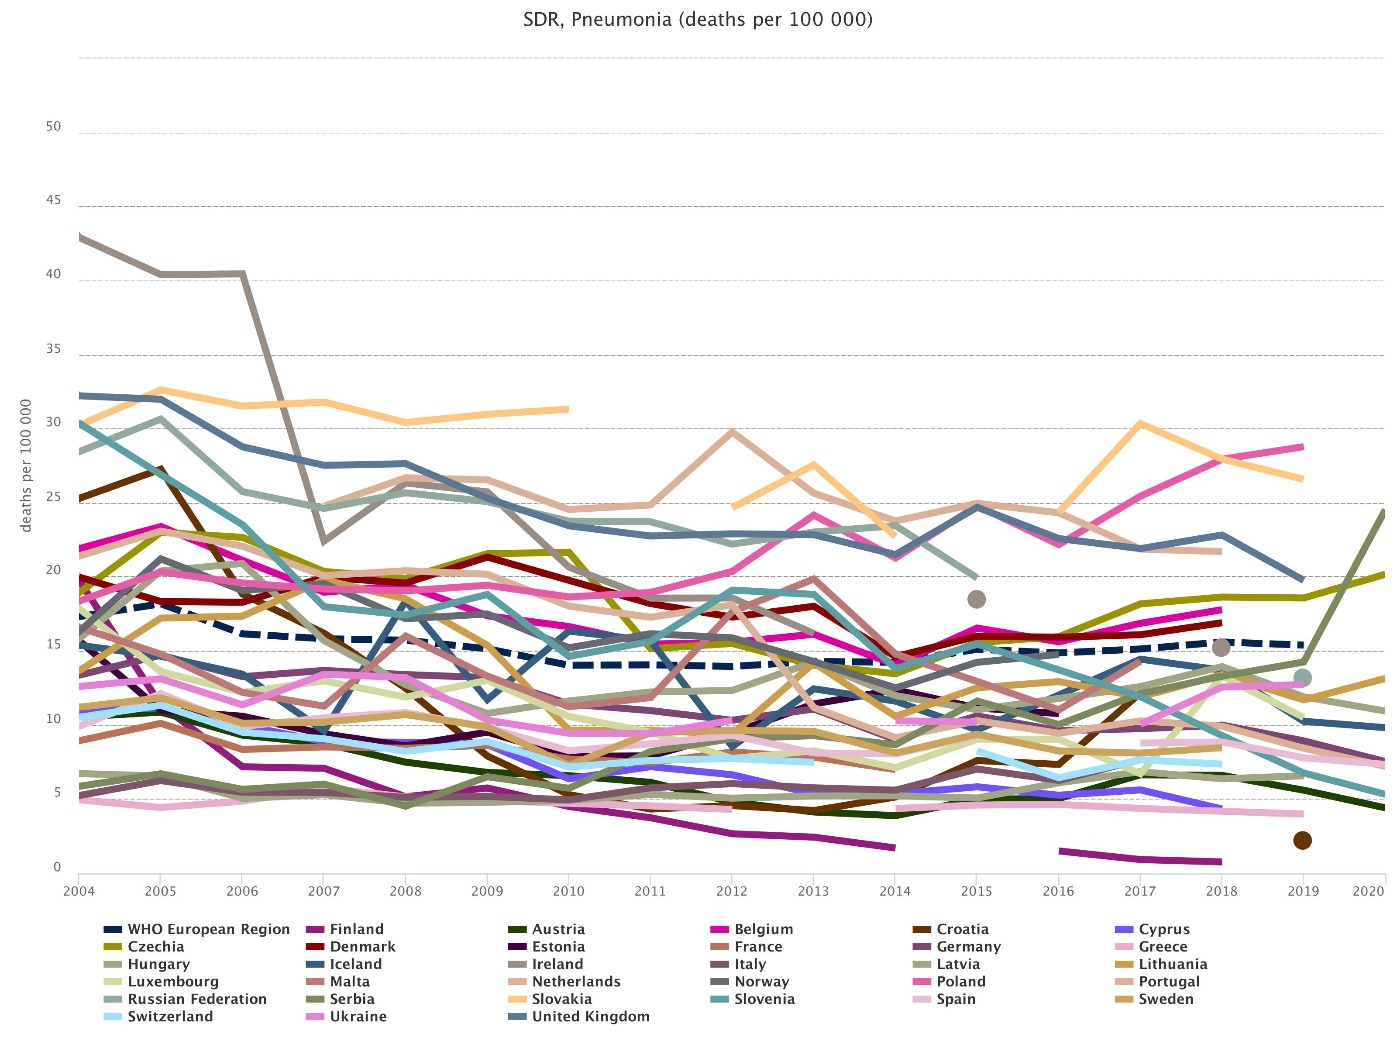 SDR, Pneumonia (deaths per 100 000)
deaths per 100 000
50
45
40
35
30
25
20
15
10
5
0
2004 2005 2006 2007 2008 2009 2010 2011 2012 2013 2014 2015 2016 2017 2018 2019 2020
WHO European Region Finland Austria Belgium Croatia Cyprus
Czechia Denmark Estonia France Germany Greece
Hungary Iceland Ireland Italy Latvia Lithuania
Luxembourg Malta Netherlands Norway Poland Portugal
Russian Federation Serbia Slovakia Slovenia Spain Sweden
Switzerland Ukraine United Kingdom